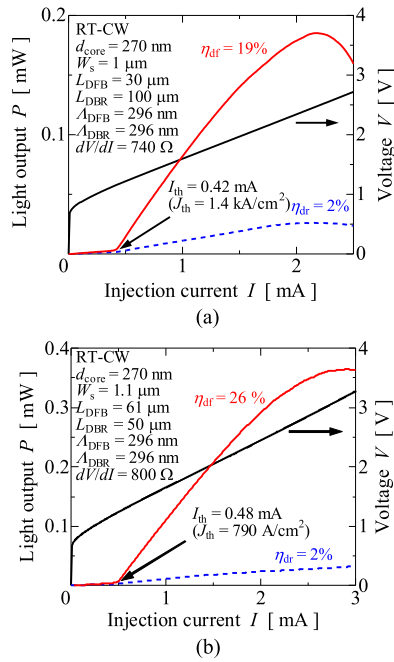 0.2
4
RT-CW
d_core = 270 nm
W_s = 1 μm
L_DFB = 30 μm
L_DBR = 100 μm
Λ_DFB = 296 nm
Λ_DBR = 296 nm
dV/dI = 740 Ω
η_df = 19%
3
0.1
2
I_th = 0.42 mA
(J_th = 1.4 kA/cm²)
η_dr = 2%
1
0
0
0
1
2
Light output P [ mW ]
Voltage V [ V ]
Injection current I [ mA ]
(a)
0.4
4
RT-CW
d_core = 270 nm
W_s = 1.1 μm
L_DFB = 61 μm
L_DBR = 50 μm
Λ_DFB = 296 nm
Λ_DBR = 296 nm
dV/dI = 800 Ω
η_df = 26 %
0.3
3
0.2
2
I_th = 0.48 mA
(J_th = 790 A/cm²)
0.1
1
η_dr = 2%
0
0
0
1
2
3
Light output P [ mW ]
Voltage V [ V ]
Injection current I [ mA ]
(b)